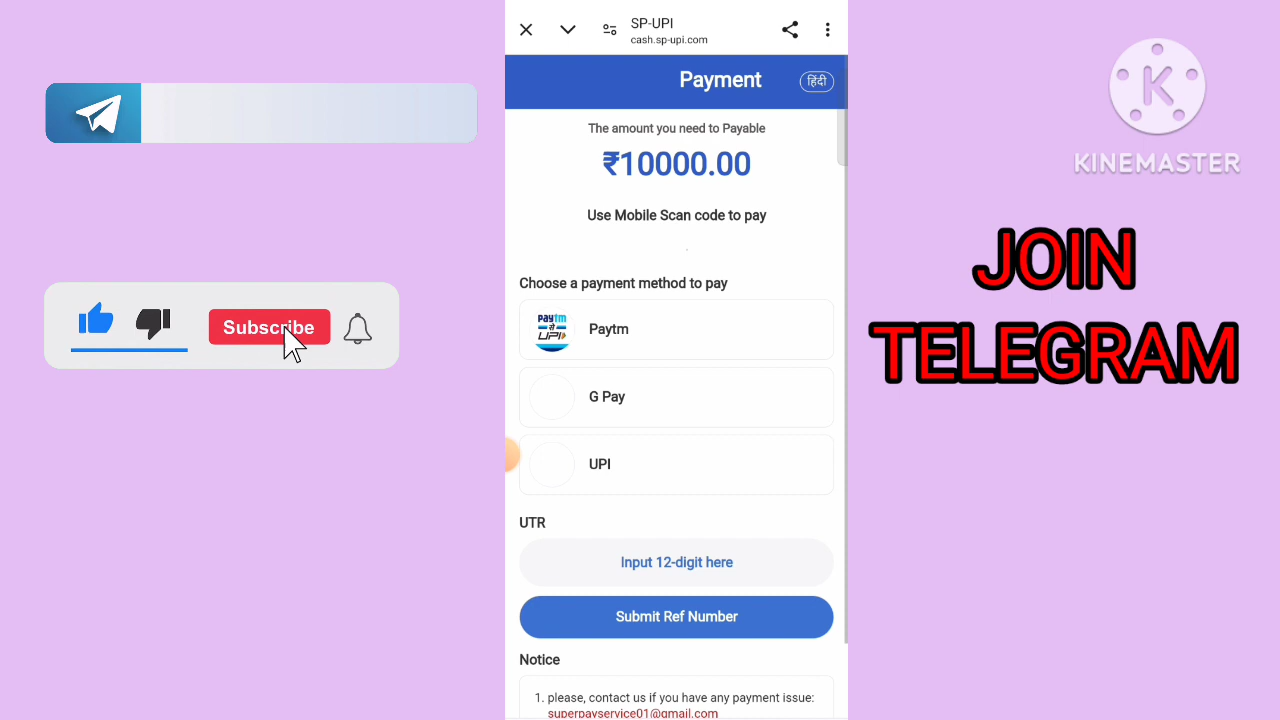 SP-UPI
cash.sp-upi.com
Payment
हिंदी
The amount you need to Payable
₹10000.00
Use Mobile Scan code to pay
Choose a payment method to pay
paytm
से
UPI
Paytm
G Pay
UPI
UTR
Input 12-digit here
Submit Ref Number
Notice
1. please, contact us if you have any payment issue:
superpayservice01@gmail.com
Subscribe
K
KINEMASTER
JOIN
TELEGRAM